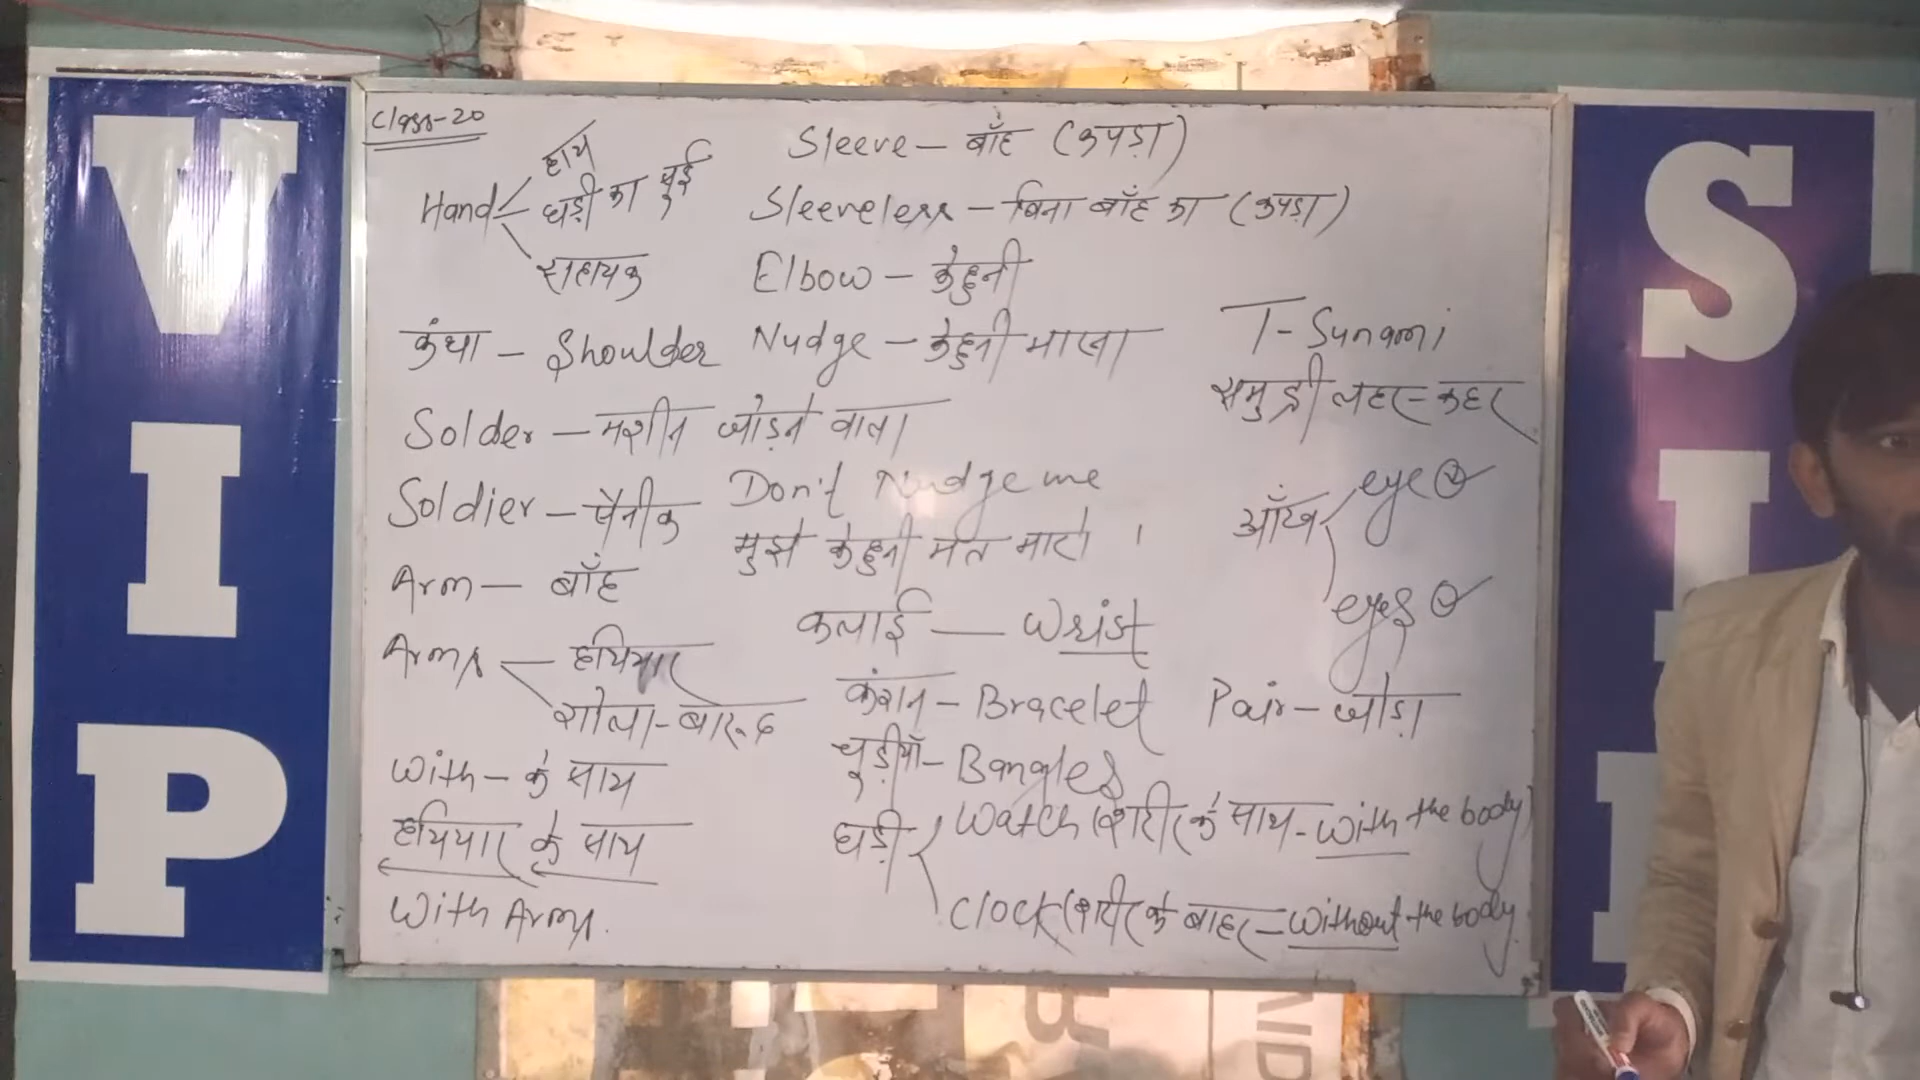 VIP
Class-20
Hand
हाथ
घड़ी का सुई
सहायक
कंधा - Shoulder
Solder - मशीन जोड़ने वाला
Soldier - सैनीक
Arm - बाँह
Arms
हथियार
गोला-बारूद
With - के साथ
हथियार के साथ
With Arms.
Sleeve - बाँह (कपड़ा)
Sleeveless - बिना बाँह का (कपड़ा)
Elbow - केहुनी
Nudge - केहुनी मारना
Don't Nudge me
मुझे केहुनी मत मारो ।
कलाई - Wrist
कंगन - Bracelet
चूड़ीयाँ - Bangles
घड़ी
Watch (शरीर के साथ - With the body)
Clock (शरीर के बाहर - Without the body
T-Sunami
समुद्री लहर - कहर
आँख
eye
eyes
Pair - जोड़ा
S